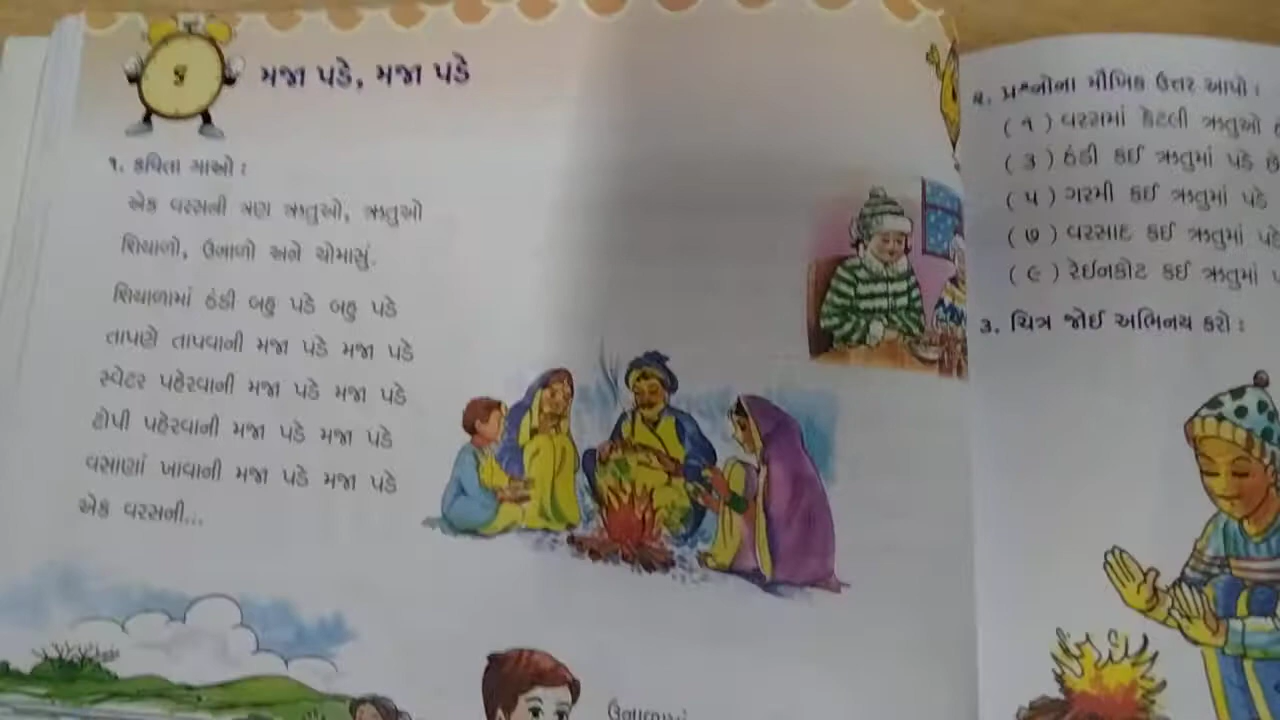 મજા પડે, મજા પડે
૧. કવિતા ગાઓ :
એક વરસની ત્રણ ઋતુઓ, ઋતુઓ
શિયાળો, ઉનાળો અને ચોમાસું.
શિયાળામાં ઠંડી બહુ પડે બહુ પડે
તાપણે તાપવાની મજા પડે મજા પડે
સ્વેટર પહેરવાની મજા પડે મજા પડે
ટોપી પહેરવાની મજા પડે મજા પડે
વસાણાં ખાવાની મજા પડે મજા પડે
એક વરસની...
૨. પ્રશ્નોના મૌખિક ઉત્તર આપો :
( ૧ ) વરસમાં કેટલી ઋતુઓ
( ૩ ) ઠંડી કઈ ઋતુમાં પડે
( ૫ ) ગરમી કઈ ઋતુમાં પડે
( ૭ ) વરસાદ કઈ ઋતુમાં
( ૯ ) રેઈનકોટ કઈ ઋતુમાં
૩. ચિત્ર જોઈ અભિનય કરો :